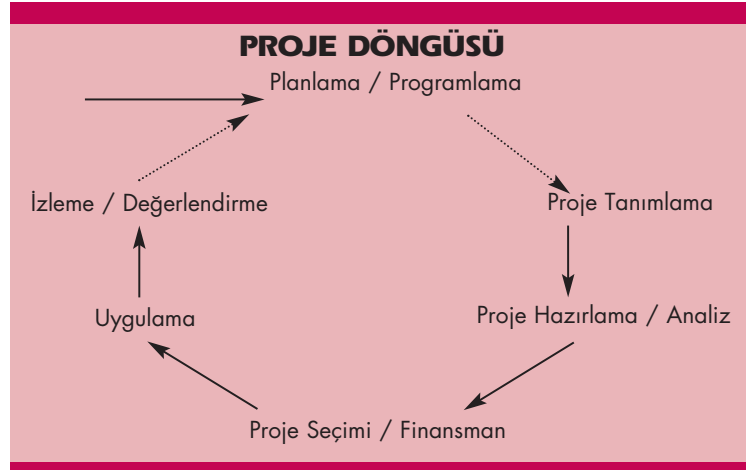 PROJE DÖNGÜSÜ
Planlama / Programlama
İzleme / Değerlendirme
Proje Tanımlama
Uygulama
Proje Hazırlama / Analiz
Proje Seçimi / Finansman